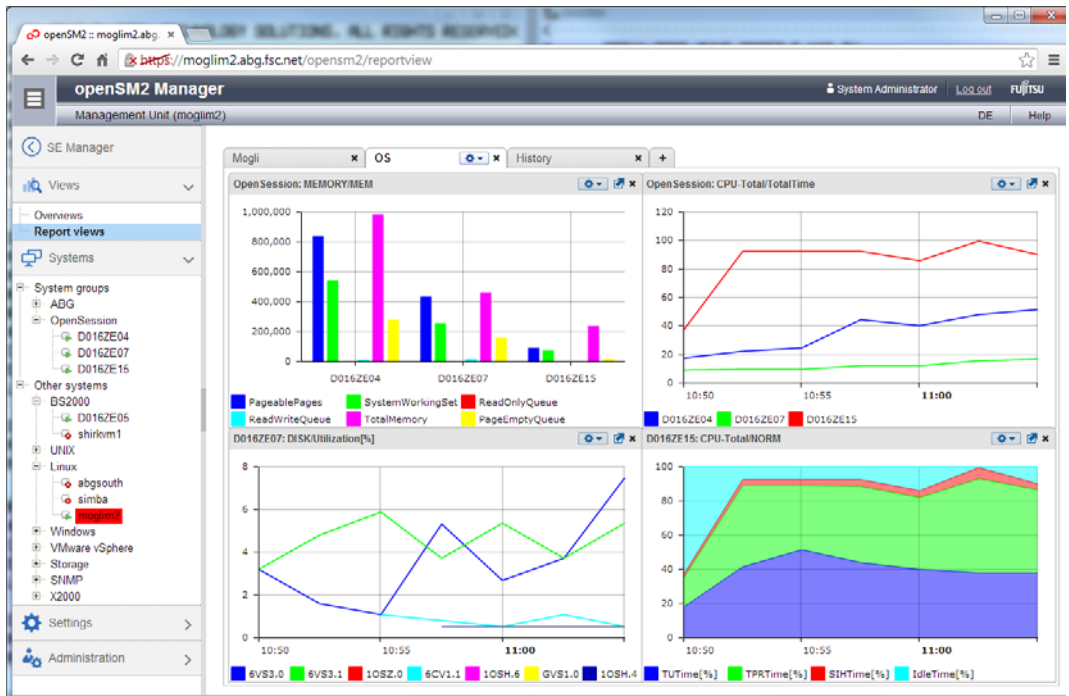 openSM2 :: moglim2.abg.
LOGY SOLUTIONS. ALL RIGHTS RESERVED
https://moglim2.abg.fsc.net/opensm2/reportview
openSM2 Manager
System Administrator
Log out
FUJITSU
Management Unit (moglim2)
DE
Help
SE Manager
Views
Overviews
Report views
Systems
System groups
ABG
OpenSession
D016ZE04
D016ZE07
D016ZE15
Other systems
BS2000
D016ZE05
shirkvm1
UNIX
Linux
abgsouth
simba
moglim2
Windows
VMware vSphere
Storage
SNMP
X2000
Settings
Administration
Mogli
OS
History
+
OpenSession: MEMORY/MEM
1,000,000
800,000
600,000
400,000
200,000
0
D016ZE04 D016ZE07 D016ZE15
PageablePages SystemWorkingSet ReadOnlyQueue
ReadWriteQueue TotalMemory PageEmptyQueue
OpenSession: CPU-Total/TotalTime
120
100
80
60
40
20
0
10:50 10:55 11:00
D016ZE04 D016ZE07 D016ZE15
D016ZE07: DISK/Utilization[%]
8
6
4
2
0
10:50 10:55 11:00
6VS3.0 6VS3.1 1OSZ.0 6CV1.1 1OSH.6 GVS1.0 1OSH.4
D016ZE15: CPU-Total/NORM
100
80
60
40
20
0
10:50 10:55 11:00
TUTime[%] TPRTime[%] SIHTime[%] IdleTime[%]